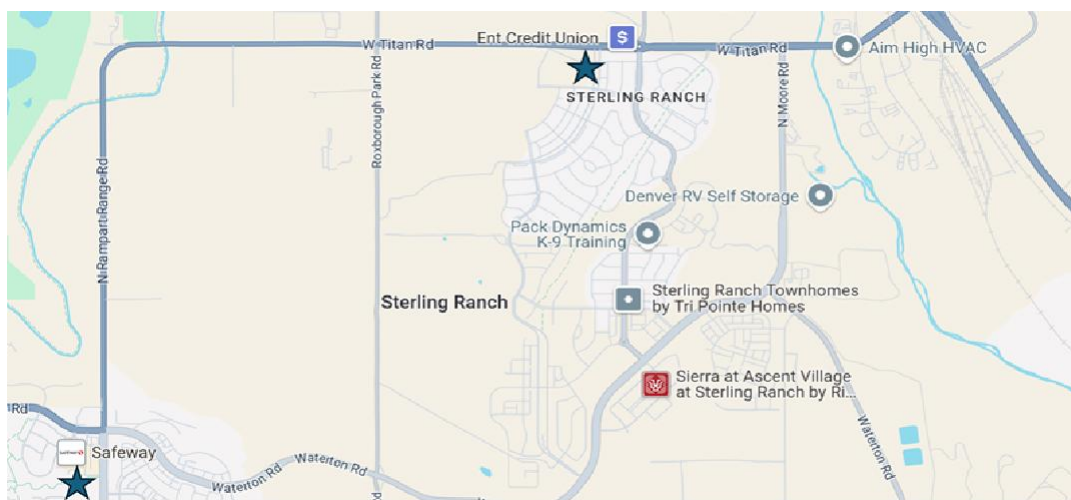 Ent Credit Union
$
W Titan Rd
W Titan Rd
Aim High HVAC
STERLING RANCH
Roxborough Park Rd
N Moore Rd
N Rampart Range Rd
Denver RV Self Storage
Pack Dynamics
K-9 Training
Sterling Ranch
Sterling Ranch Townhomes
by Tri Pointe Homes
Sierra at Ascent Village
at Sterling Ranch by Ri...
Rd
Safeway
Waterton Rd
Waterton Rd
Waterton Rd